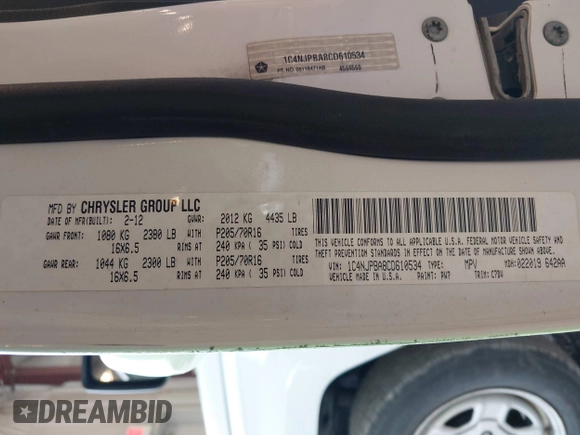 1C4NJPBA8CD610534
MFD BY CHRYSLER GROUP LLC
DATE OF MFR(BUILT): 2-12 GVWR: 2012 KG 4435 LB
GAWR FRONT: 1080 KG 2380 LB WITH P205/70R16 TIRES
16X6.5 RIMS AT 240 KPA ( 35 PSI) COLD
GAWR REAR: 1044 KG 2300 LB WITH P205/70R16 TIRES
16X6.5 RIMS AT 240 KPA ( 35 PSI) COLD
THIS VEHICLE CONFORMS TO ALL APPLICABLE U.S.A. FEDERAL MOTOR VEHICLE SAFETY AND
THEFT PREVENTION STANDARDS IN EFFECT ON THE DATE OF MANUFACTURE SHOWN ABOVE.
VIN: 1C4NJPBA8CD610534 TYPE: MPV MDH:022019 642AA
VEHICLE MADE IN U.S.A. PAINT: PW7 TRIM: C7DV
DREAMBID